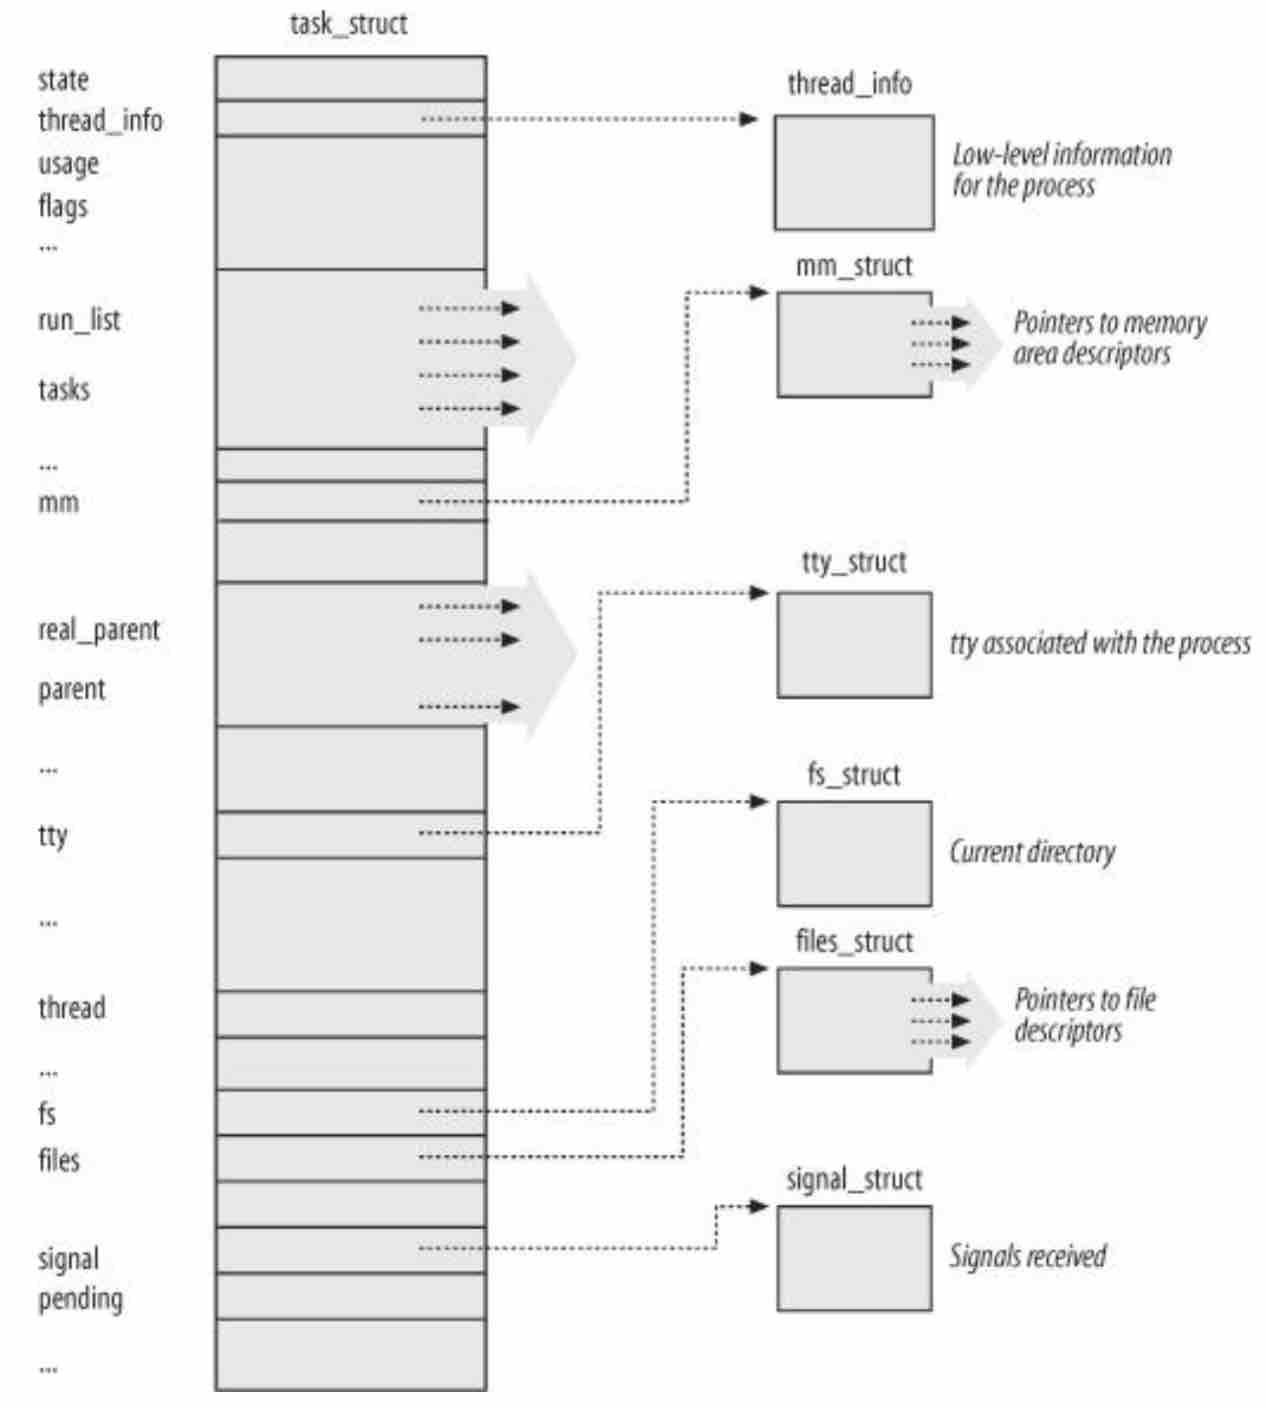 task_struct
state
thread_info
usage
flags
...
run_list
tasks
...
mm
real_parent
parent
...
tty
...
thread
...
fs
files
signal
pending
...
thread_info
Low-level information
for the process
mm_struct
Pointers to memory
area descriptors
tty_struct
tty associated with the process
fs_struct
Current directory
files_struct
Pointers to file
descriptors
signal_struct
Signals received